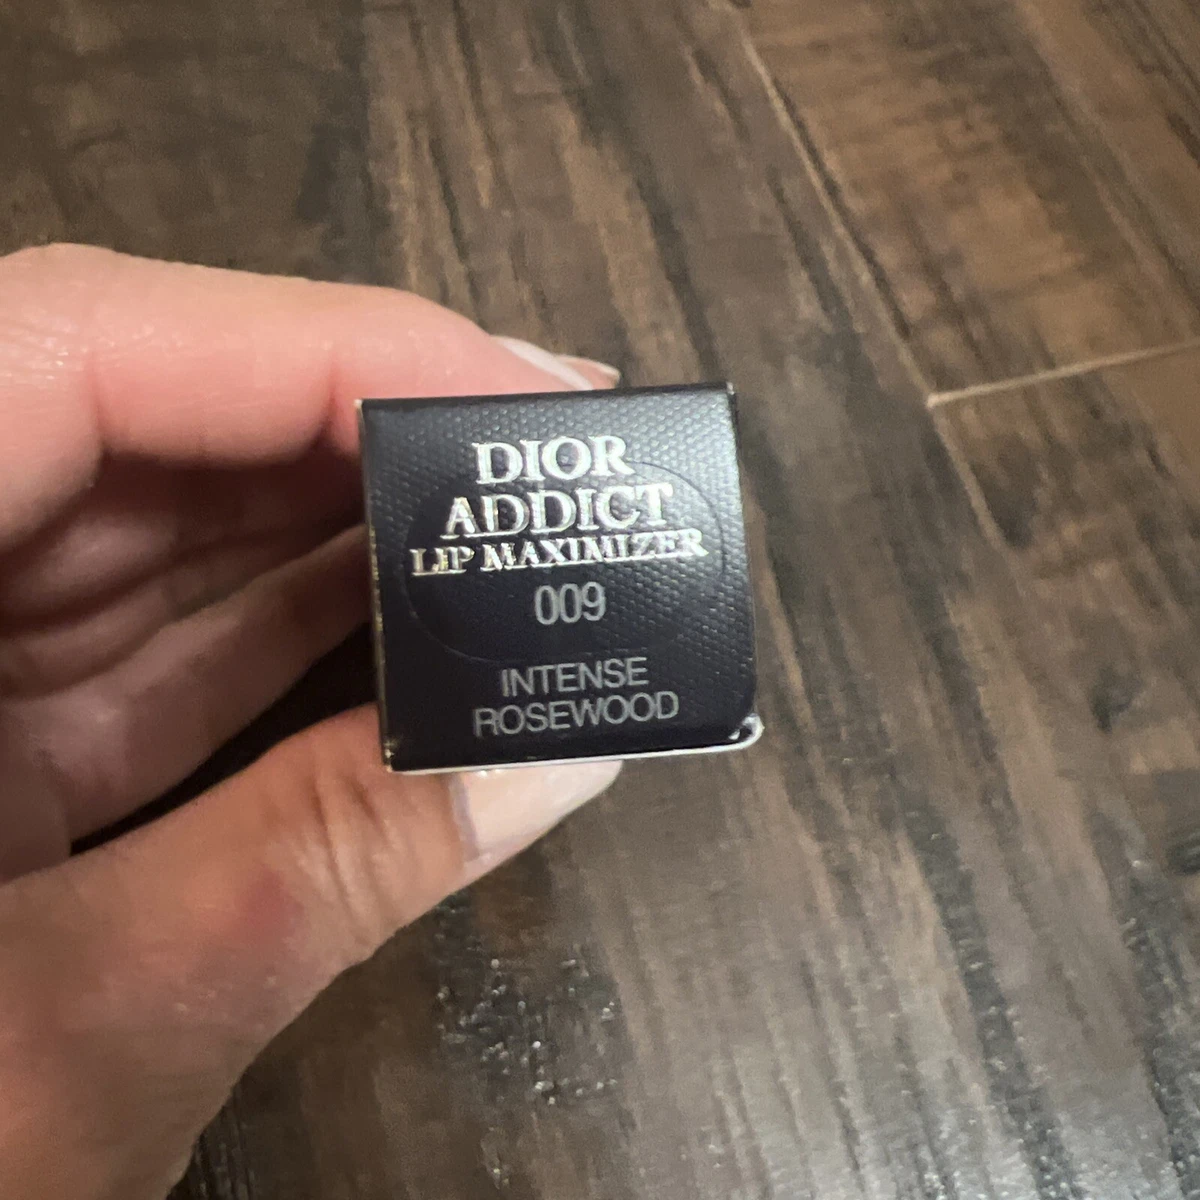 DIOR
ADDICT
LIP MAXIMIZER
009
INTENSE
ROSEWOOD